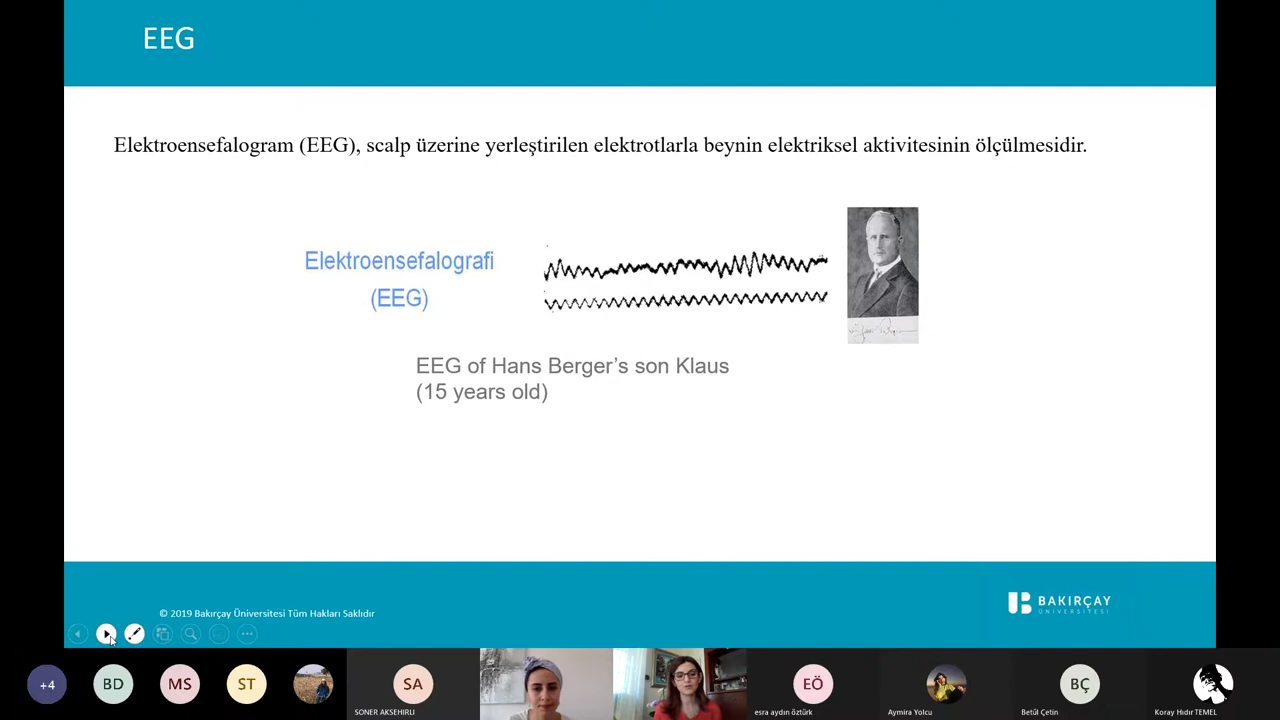 EEG
Elektroensefalogram (EEG), scalp üzerine yerleştirilen elektrotlarla beynin elektriksel aktivitesinin ölçülmesidir.
Elektroensefalografi
(EEG)
EEG of Hans Berger’s son Klaus
(15 years old)
© 2019 Bakırçay Üniversitesi Tüm Hakları Saklıdır
BAKIRÇAY
ÜNİVERSİTESİ
+4
BD
MS
ST
SA
EÖ
BÇ
SONER AKSEHIRLI
esra aydın öztürk
Aymira Yolcu
Betül Çetin
Koray Hıdır TEMEL